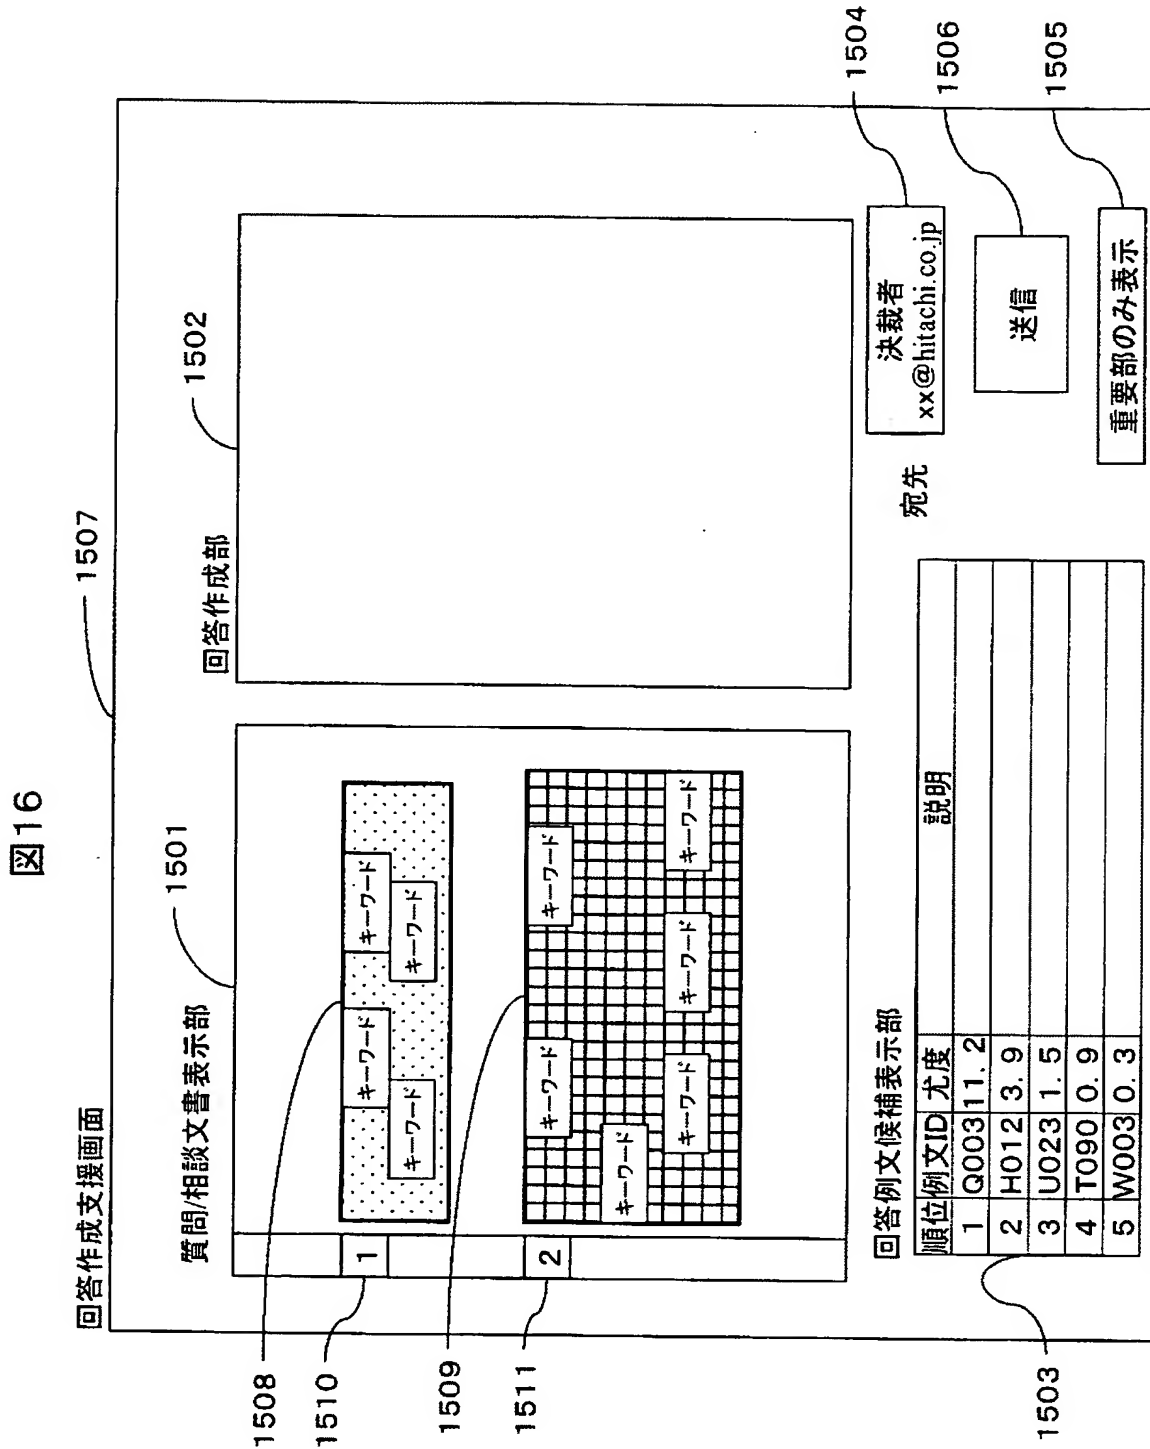 図16
回答作成支援画面
1507
質問/相談文書表示部
1501
回答作成部
1502
1508
1510
1509
1511
1
キーワード
キーワード
キーワード
キーワード
2
キーワード
キーワード
キーワード
キーワード
キーワード
キーワード
回答例文候補表示部
順位 例文ID 尤度 説明
1 Q003 11.2
2 H012 3.9
3 U023 1.5
4 T090 0.9
5 W003 0.3
1503
宛先
決裁者
xx@hitachi.co.jp
1504
送信
1506
重要部のみ表示
1505